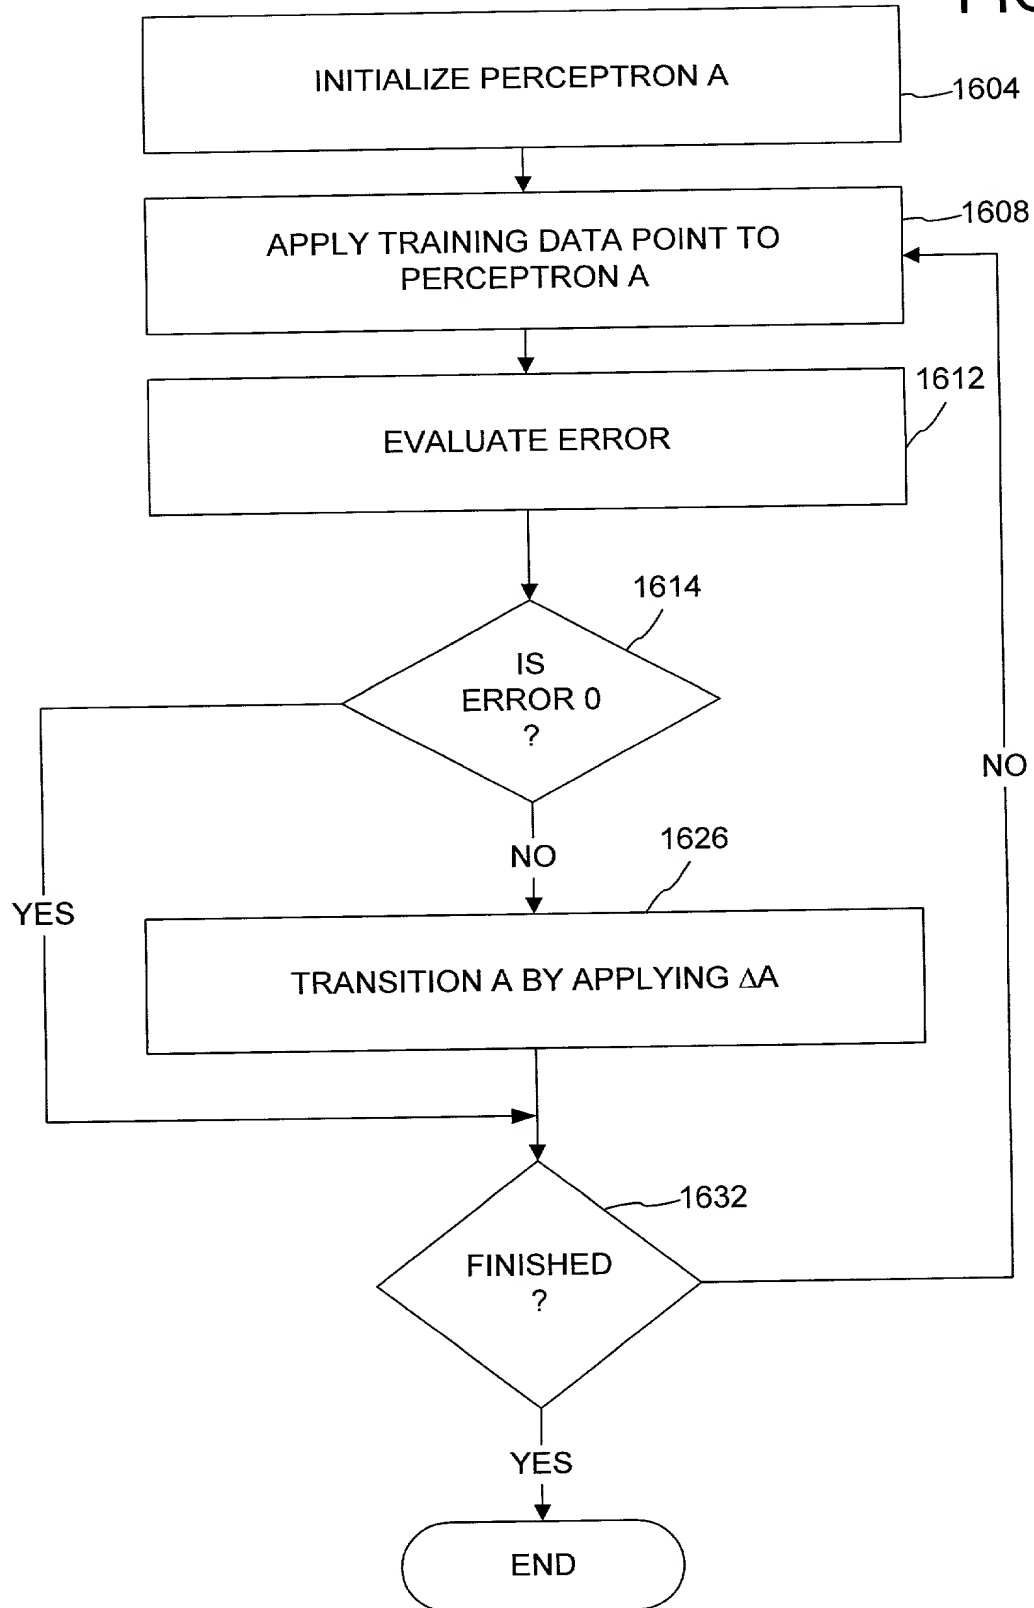 INITIALIZE PERCEPTRON A
1604
APPLY TRAINING DATA POINT TO
PERCEPTRON A
1608
EVALUATE ERROR
1612
1614
IS
ERROR 0
?
NO
NO
1626
YES
TRANSITION A BY APPLYING ΔA
1632
FINISHED
?
YES
END